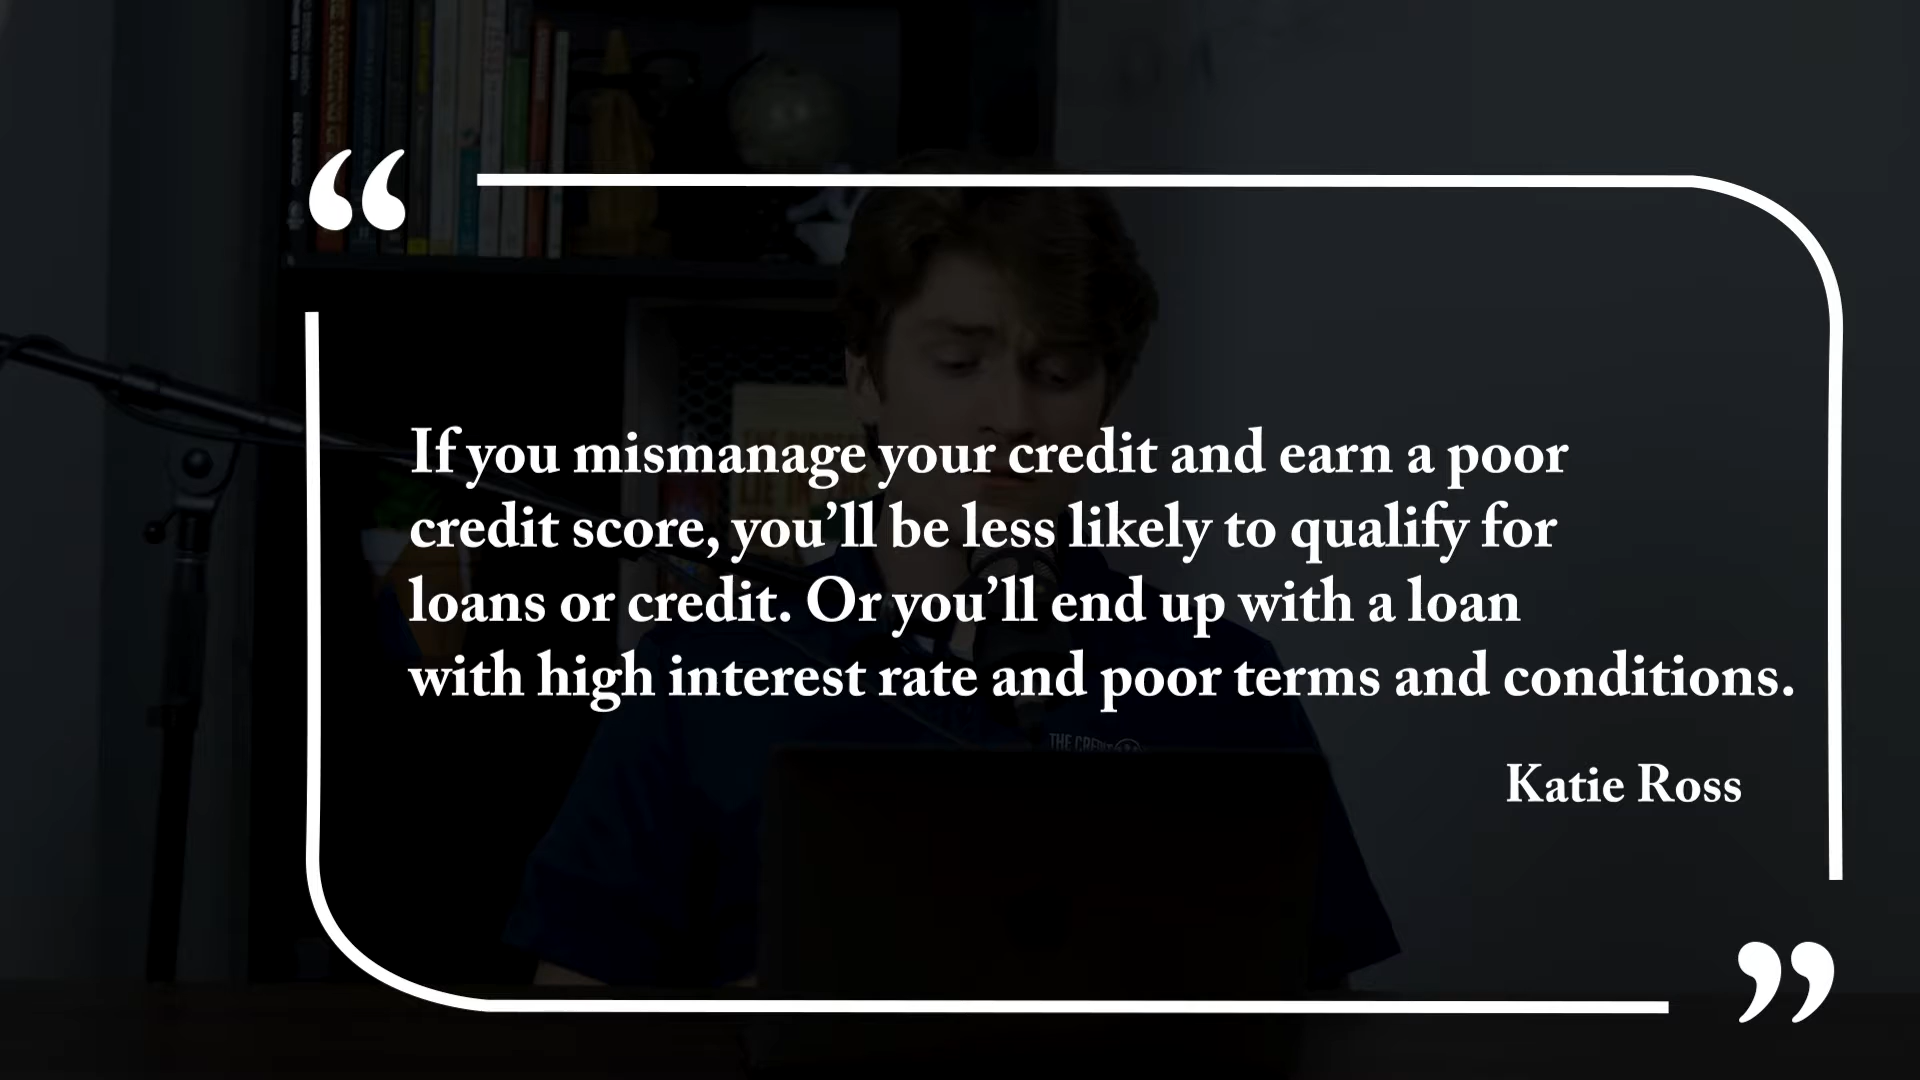 “
If you mismanage your credit and earn a poor
credit score, you’ll be less likely to qualify for
loans or credit. Or you’ll end up with a loan
with high interest rate and poor terms and conditions.
THE CREDIT
Katie Ross
”